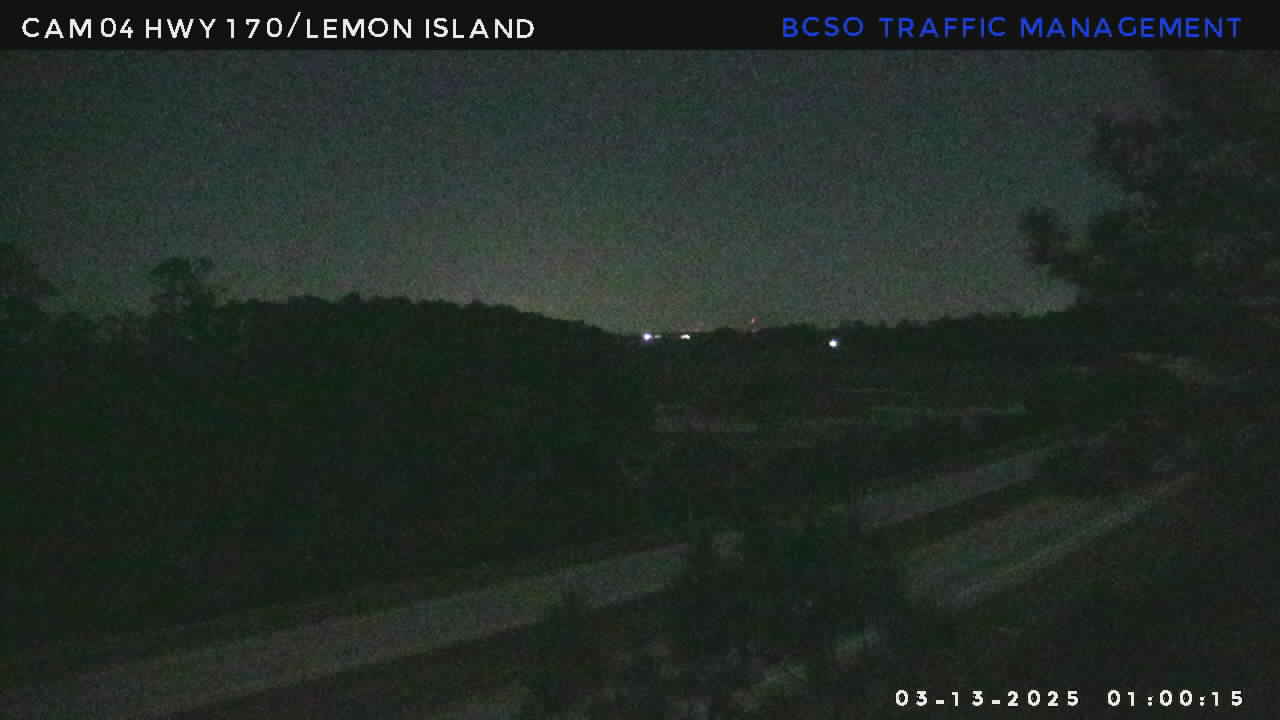 CAM04 HWY 170/LEMON ISLAND
BCSO TRAFFIC MANAGEMENT
03-13-2025 01:00:15